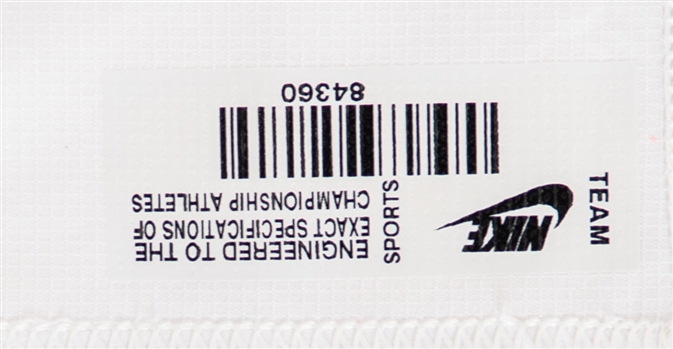 TEAM
NIKE
SPORTS
ENGINEERED TO THE
EXACT SPECIFICATIONS OF
CHAMPIONSHIP ATHLETES
84360